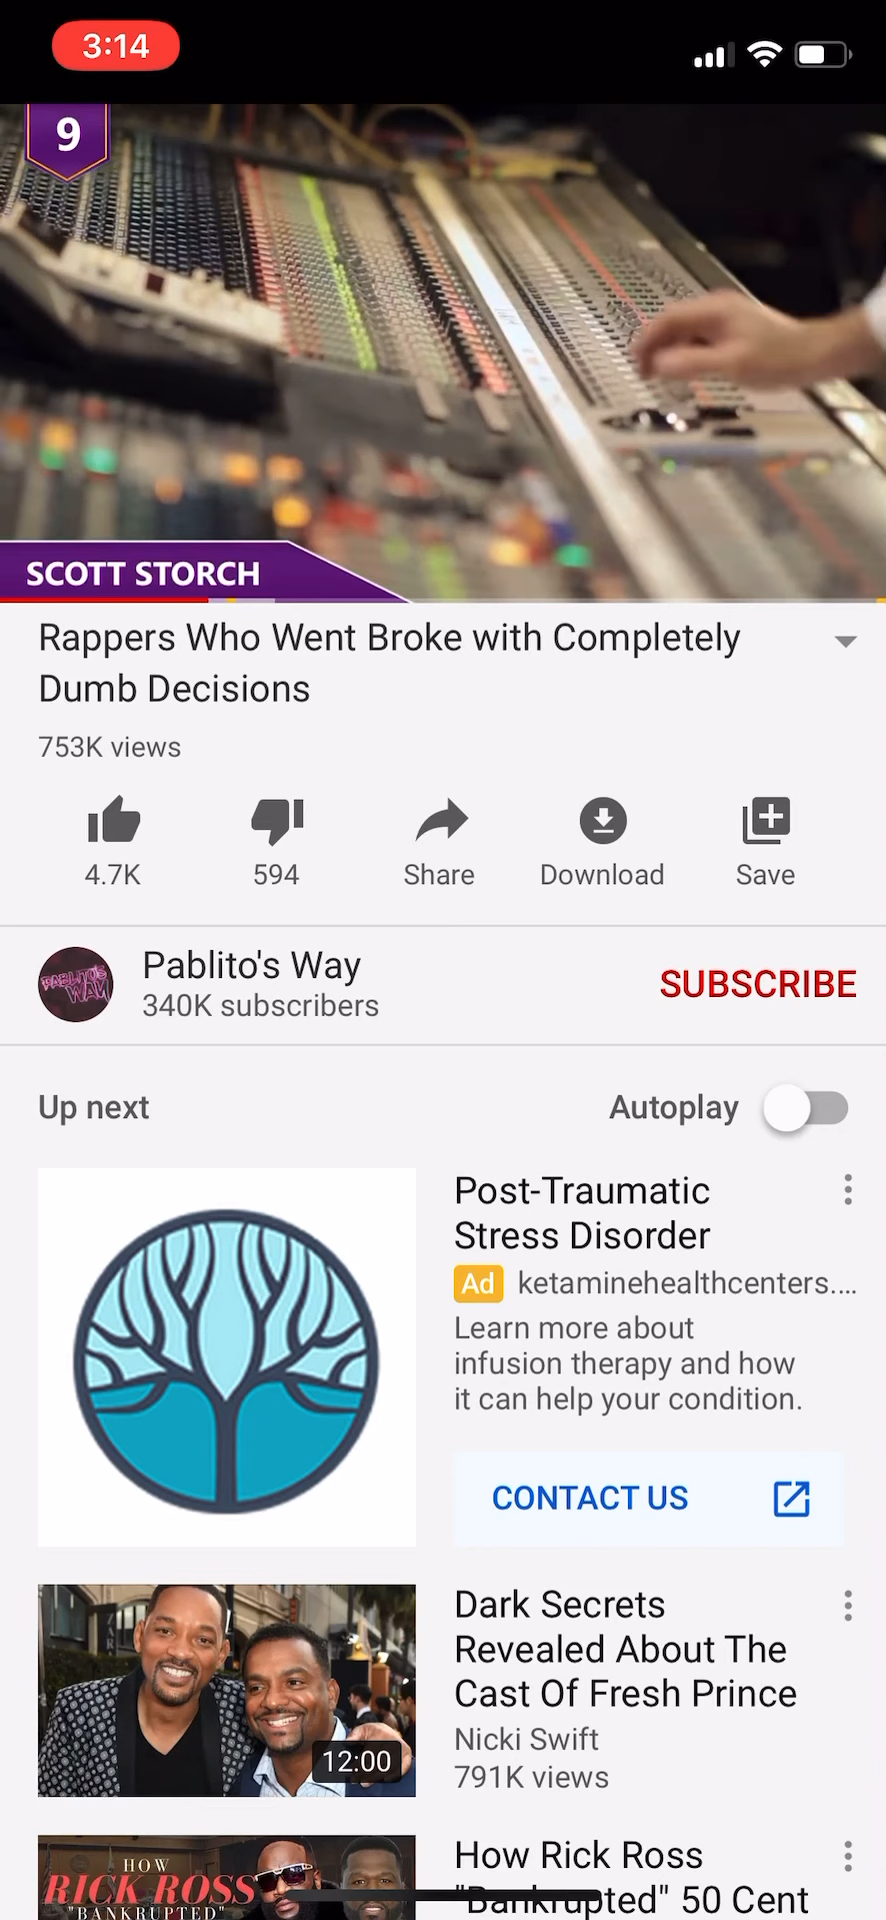 3:14
9
SCOTT STORCH
Rappers Who Went Broke with Completely
Dumb Decisions
753K views
4.7K
594
Share
Download
Save
PABLITO'S
WAY
Pablito's Way
340K subscribers
SUBSCRIBE
Up next
Autoplay
Post-Traumatic
Stress Disorder
Ad ketaminehealthcenters....
Learn more about
infusion therapy and how
it can help your condition.
CONTACT US
12:00
Dark Secrets
Revealed About The
Cast Of Fresh Prince
Nicki Swift
791K views
HOW
RICK ROSS
"BANKRUPTED"
How Rick Ross
"Bankrupted" 50 Cent